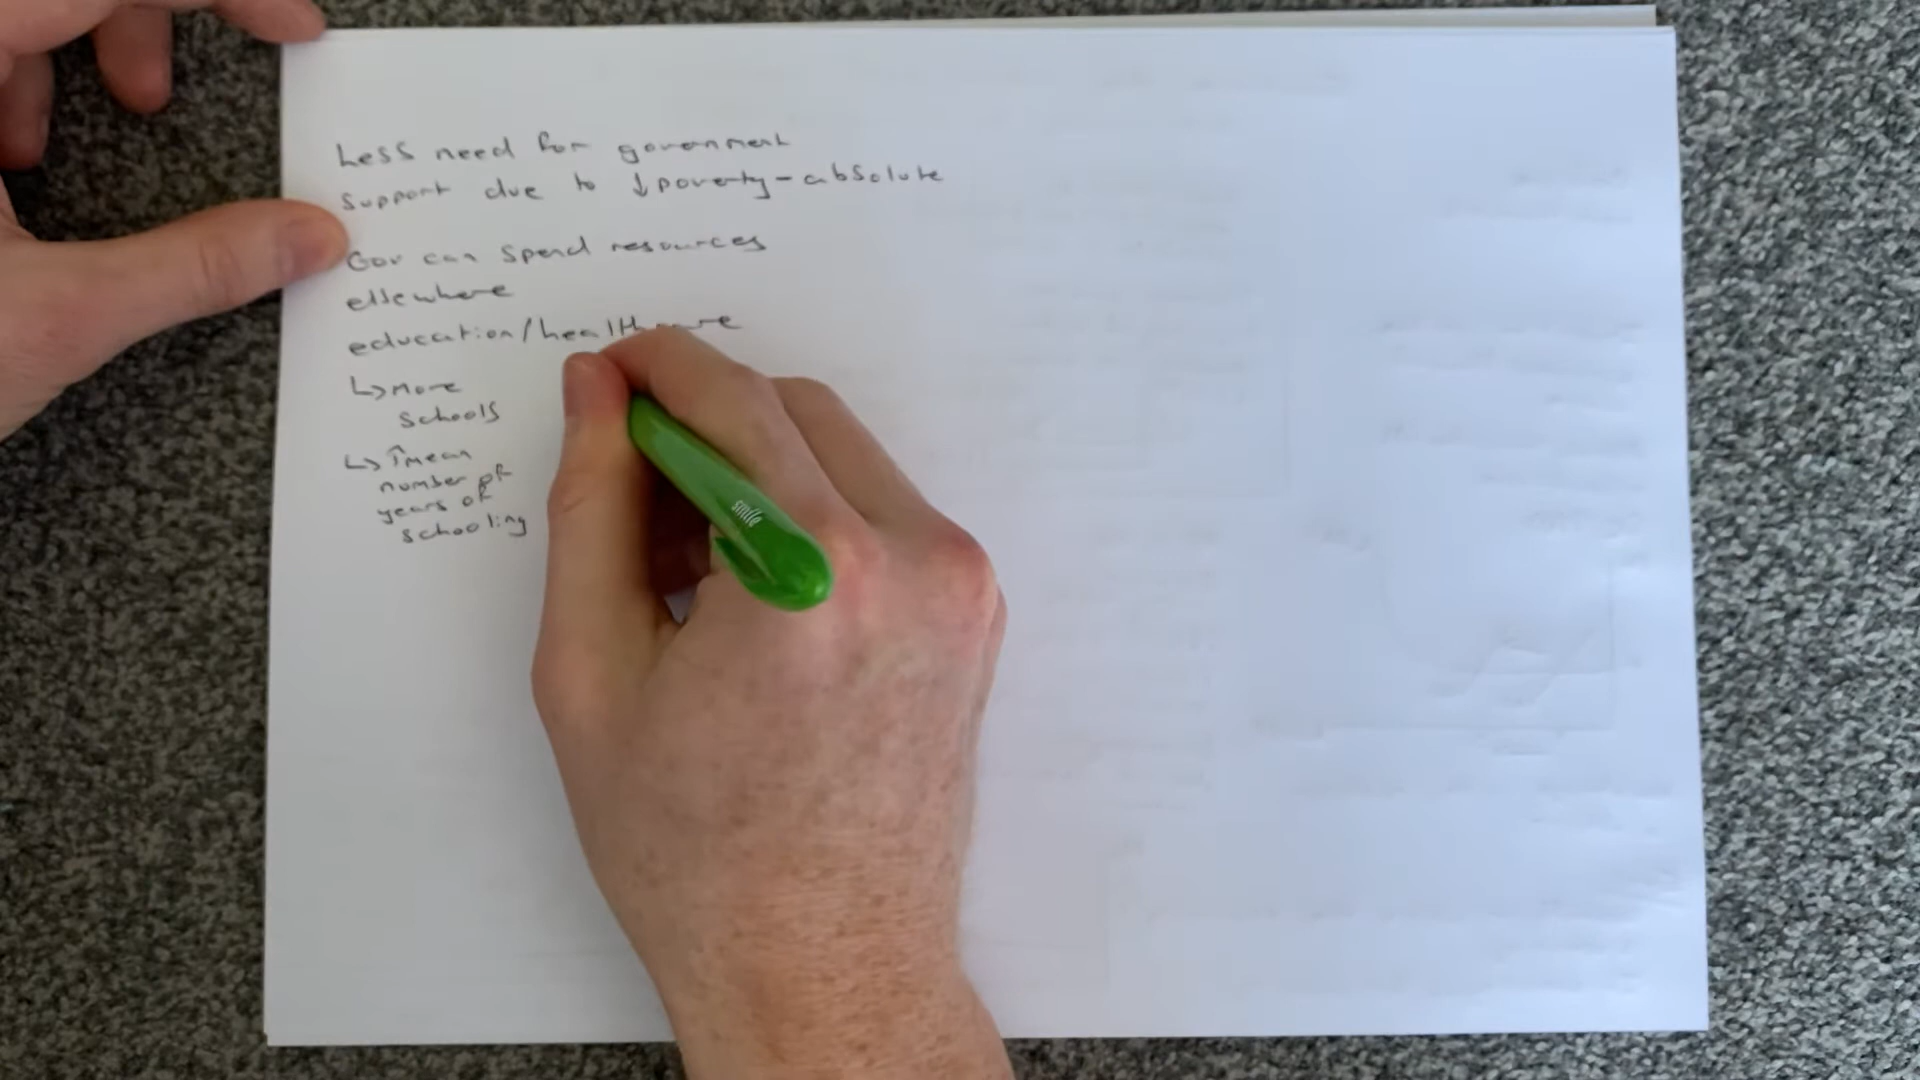 Less need for government
support due to ↓poverty-absolute
Gov can spend resources
elsewhere
education/healthcare
↳more
schools
↳↑mean
number of
years of
schooling
smile